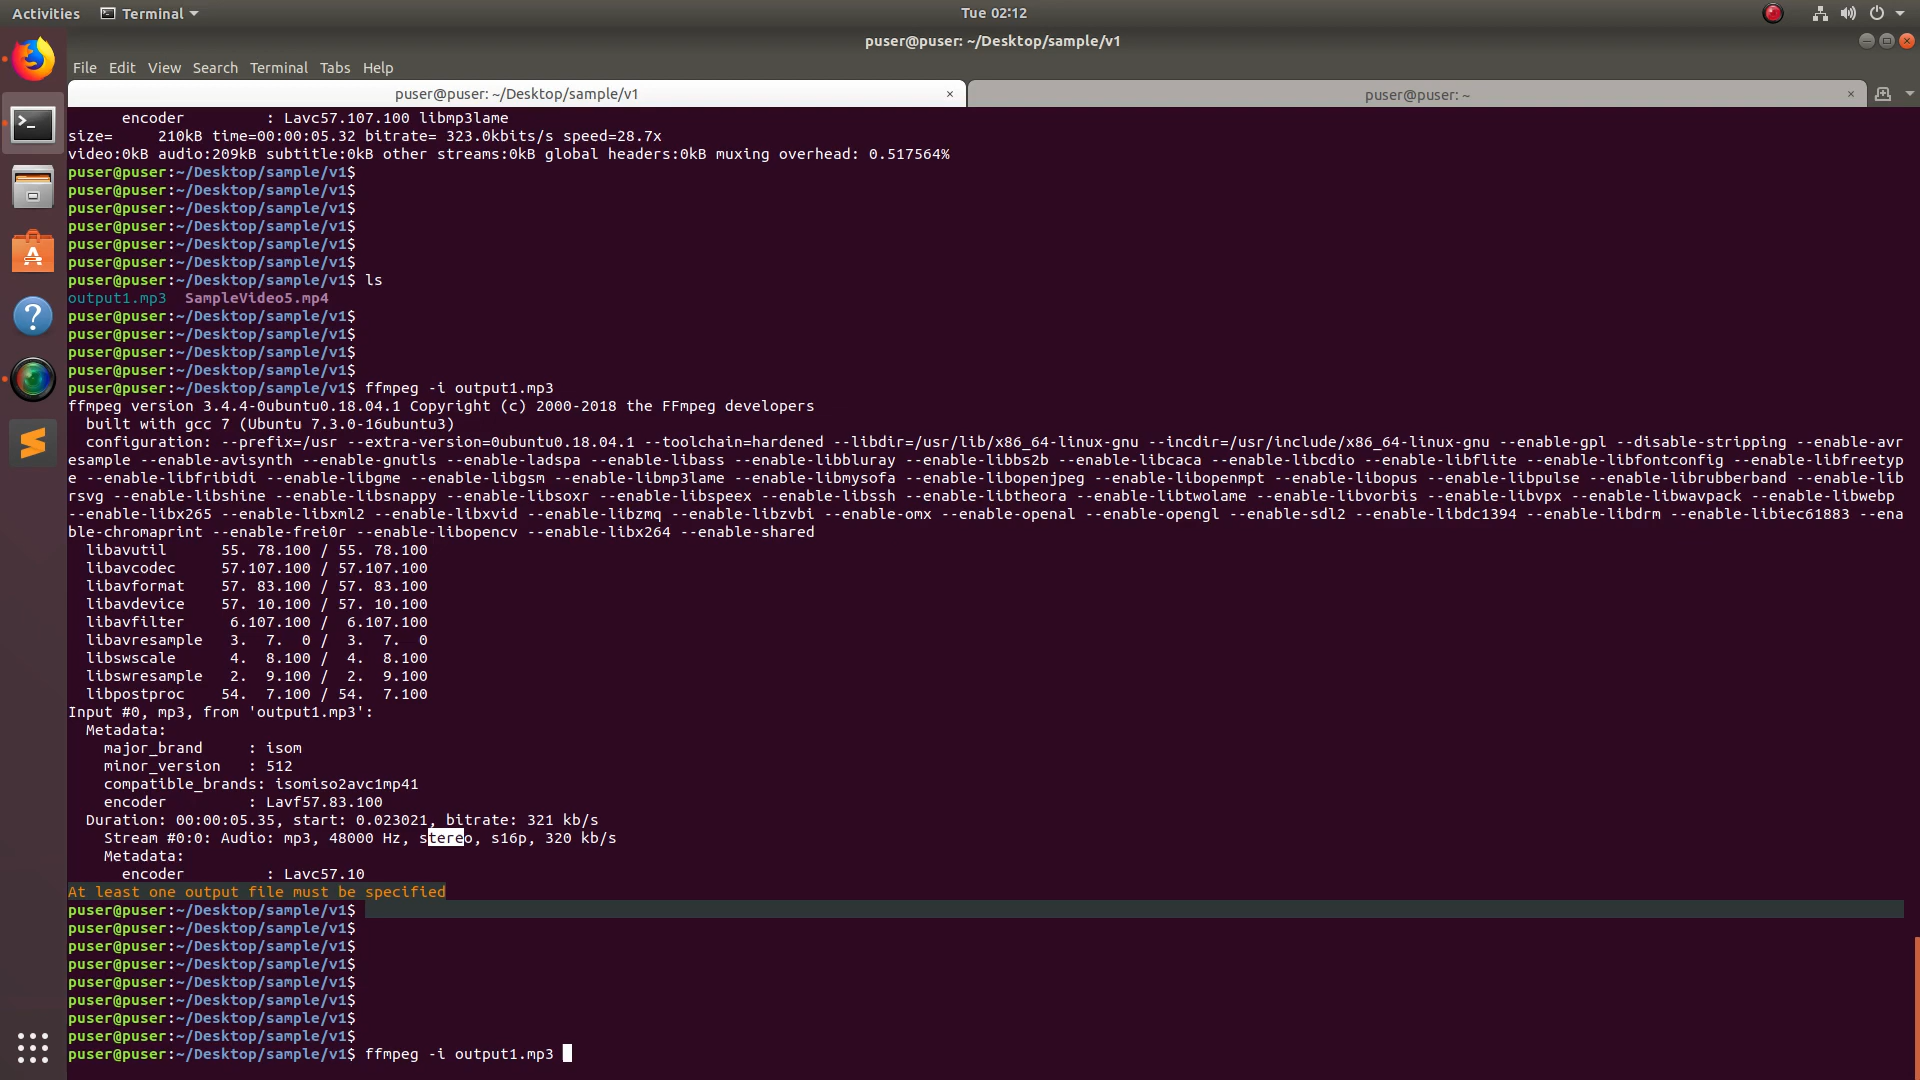 Activities Terminal Tue 02:12
puser@puser: ~/Desktop/sample/v1
File Edit View Search Terminal Tabs Help
puser@puser: ~/Desktop/sample/v1 × puser@puser: ~ ×
      encoder         : Lavc57.107.100 libmp3lame
size=     210kB time=00:00:05.32 bitrate= 323.0kbits/s speed=28.7x
video:0kB audio:209kB subtitle:0kB other streams:0kB global headers:0kB muxing overhead: 0.517564%
puser@puser:~/Desktop/sample/v1$
puser@puser:~/Desktop/sample/v1$
puser@puser:~/Desktop/sample/v1$
puser@puser:~/Desktop/sample/v1$
puser@puser:~/Desktop/sample/v1$
puser@puser:~/Desktop/sample/v1$
puser@puser:~/Desktop/sample/v1$ ls
output1.mp3  SampleVideo5.mp4
puser@puser:~/Desktop/sample/v1$
puser@puser:~/Desktop/sample/v1$
puser@puser:~/Desktop/sample/v1$
puser@puser:~/Desktop/sample/v1$
puser@puser:~/Desktop/sample/v1$ ffmpeg -i output1.mp3
ffmpeg version 3.4.4-0ubuntu0.18.04.1 Copyright (c) 2000-2018 the FFmpeg developers
  built with gcc 7 (Ubuntu 7.3.0-16ubuntu3)
  configuration: --prefix=/usr --extra-version=0ubuntu0.18.04.1 --toolchain=hardened --libdir=/usr/lib/x86_64-linux-gnu --incdir=/usr/include/x86_64-linux-gnu --enable-gpl --disable-stripping --enable-avr
esample --enable-avisynth --enable-gnutls --enable-ladspa --enable-libass --enable-libbluray --enable-libbs2b --enable-libcaca --enable-libcdio --enable-libflite --enable-libfontconfig --enable-libfreetyp
e --enable-libfribidi --enable-libgme --enable-libgsm --enable-libmp3lame --enable-libmysofa --enable-libopenjpeg --enable-libopenmpt --enable-libopus --enable-libpulse --enable-librubberband --enable-lib
rsvg --enable-libshine --enable-libsnappy --enable-libsoxr --enable-libspeex --enable-libssh --enable-libtheora --enable-libtwolame --enable-libvorbis --enable-libvpx --enable-libwavpack --enable-libwebp
--enable-libx265 --enable-libxml2 --enable-libxvid --enable-libzmq --enable-libzvbi --enable-omx --enable-openal --enable-opengl --enable-sdl2 --enable-libdc1394 --enable-libdrm --enable-libiec61883 --ena
ble-chromaprint --enable-frei0r --enable-libopencv --enable-libx264 --enable-shared
  libavutil      55. 78.100 / 55. 78.100
  libavcodec     57.107.100 / 57.107.100
  libavformat    57. 83.100 / 57. 83.100
  libavdevice    57. 10.100 / 57. 10.100
  libavfilter     6.107.100 /  6.107.100
  libavresample   3.  7.  0 /  3.  7.  0
  libswscale      4.  8.100 /  4.  8.100
  libswresample   2.  9.100 /  2.  9.100
  libpostproc    54.  7.100 / 54.  7.100
Input #0, mp3, from 'output1.mp3':
  Metadata:
    major_brand     : isom
    minor_version   : 512
    compatible_brands: isomiso2avc1mp41
    encoder         : Lavf57.83.100
  Duration: 00:00:05.35, start: 0.023021, bitrate: 321 kb/s
    Stream #0:0: Audio: mp3, 48000 Hz, stereo, s16p, 320 kb/s
    Metadata:
      encoder         : Lavc57.10
At least one output file must be specified
puser@puser:~/Desktop/sample/v1$
puser@puser:~/Desktop/sample/v1$
puser@puser:~/Desktop/sample/v1$
puser@puser:~/Desktop/sample/v1$
puser@puser:~/Desktop/sample/v1$
puser@puser:~/Desktop/sample/v1$
puser@puser:~/Desktop/sample/v1$
puser@puser:~/Desktop/sample/v1$
puser@puser:~/Desktop/sample/v1$ ffmpeg -i output1.mp3